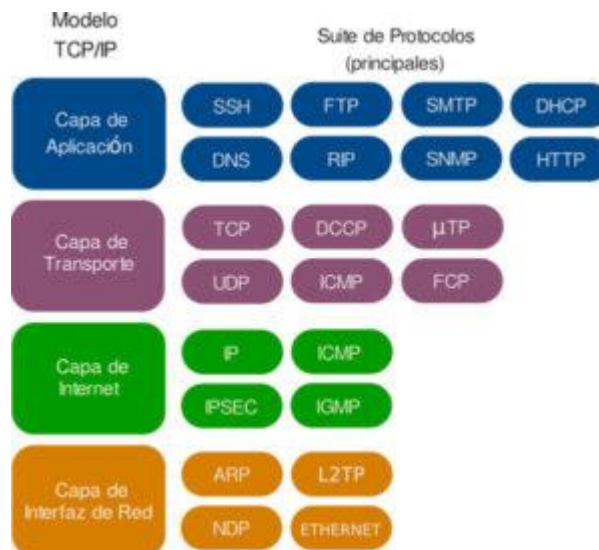 Modelo
TCP/IP
Suite de Protocolos
(principales)
Capa de
Aplicación
SSH FTP SMTP DHCP
DNS RIP SNMP HTTP
Capa de
Transporte
TCP DCCP µTP
UDP ICMP FCP
Capa de
Internet
IP ICMP
IPSEC IGMP
Capa de
Interfaz de Red
ARP L2TP
NDP ETHERNET